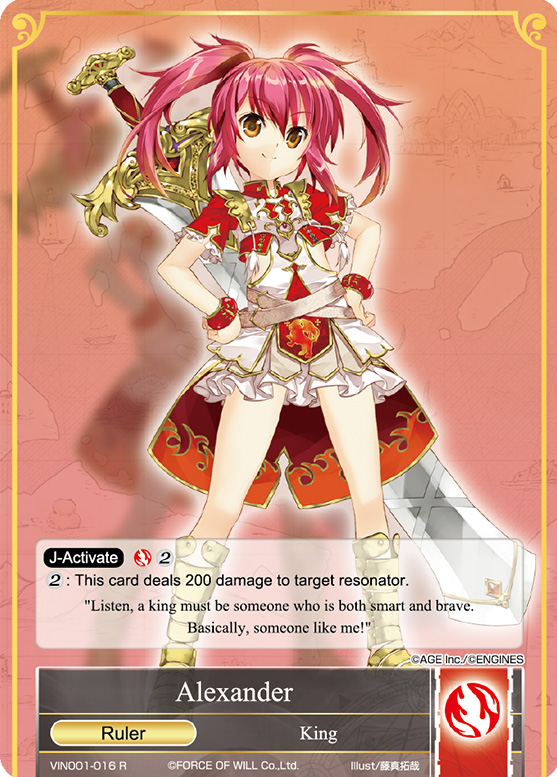 J-Activate 2
2 : This card deals 200 damage to target resonator.
"Listen, a king must be someone who is both smart and brave.
Basically, someone like me!"
©AGE Inc./©ENGINES
Alexander
Ruler King
VIN001-016 R ©FORCE OF WILL Co.,Ltd. Illust/藤真拓哉